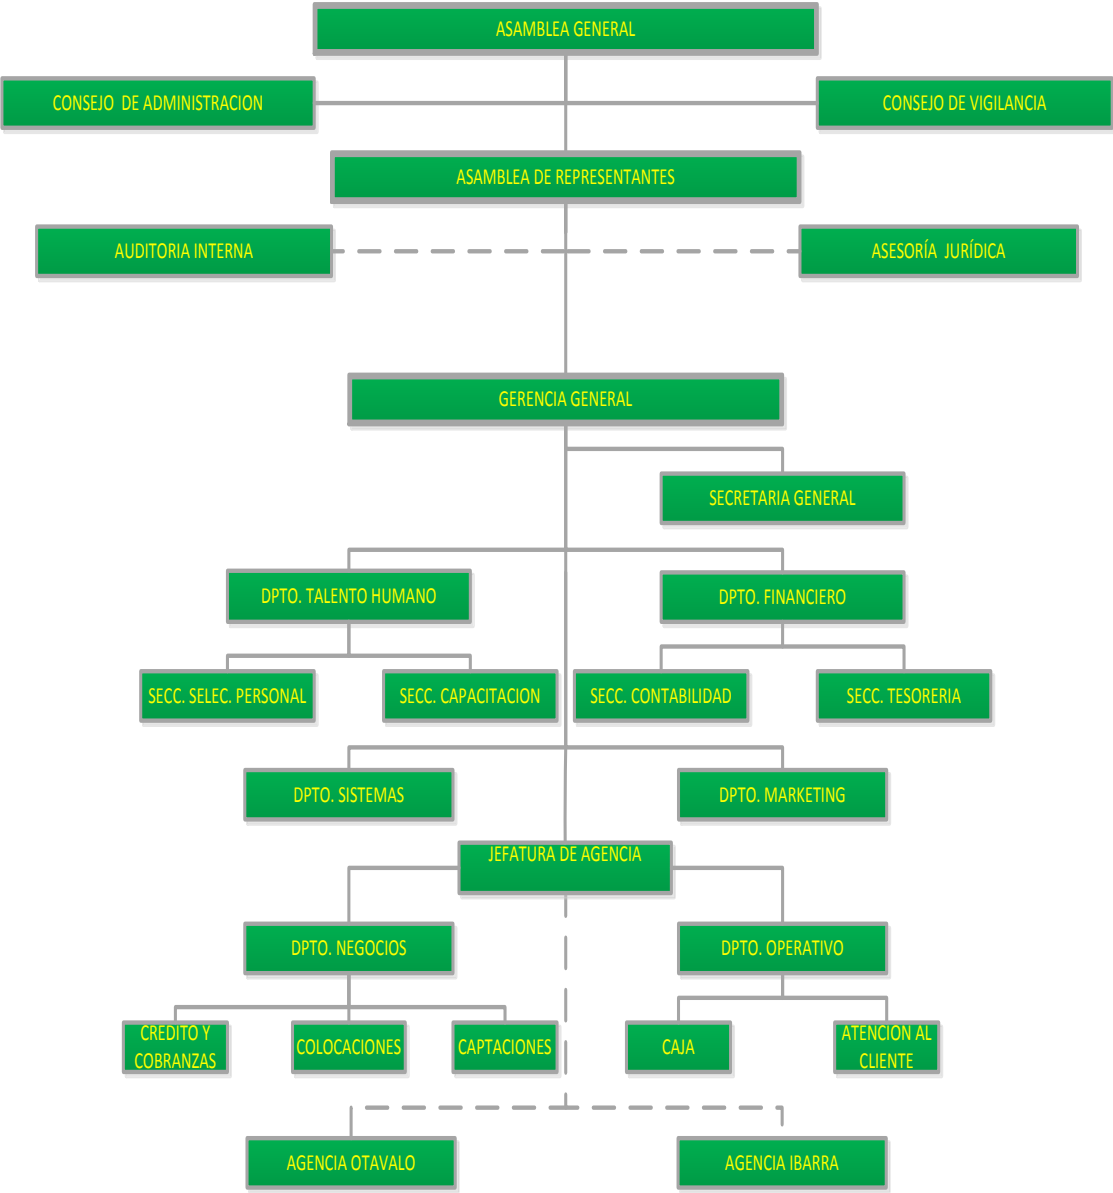 ASAMBLEA GENERAL
CONSEJO DE ADMINISTRACION
CONSEJO DE VIGILANCIA
ASAMBLEA DE REPRESENTANTES
AUDITORIA INTERNA
ASESORÍA JURÍDICA
GERENCIA GENERAL
SECRETARIA GENERAL
DPTO. TALENTO HUMANO
DPTO. FINANCIERO
SECC. SELEC. PERSONAL
SECC. CAPACITACION
SECC. CONTABILIDAD
SECC. TESORERIA
DPTO. SISTEMAS
DPTO. MARKETING
JEFATURA DE AGENCIA
DPTO. NEGOCIOS
DPTO. OPERATIVO
CREDITO Y
COBRANZAS
COLOCACIONES
CAPTACIONES
CAJA
ATENCION AL
CLIENTE
AGENCIA OTAVALO
AGENCIA IBARRA